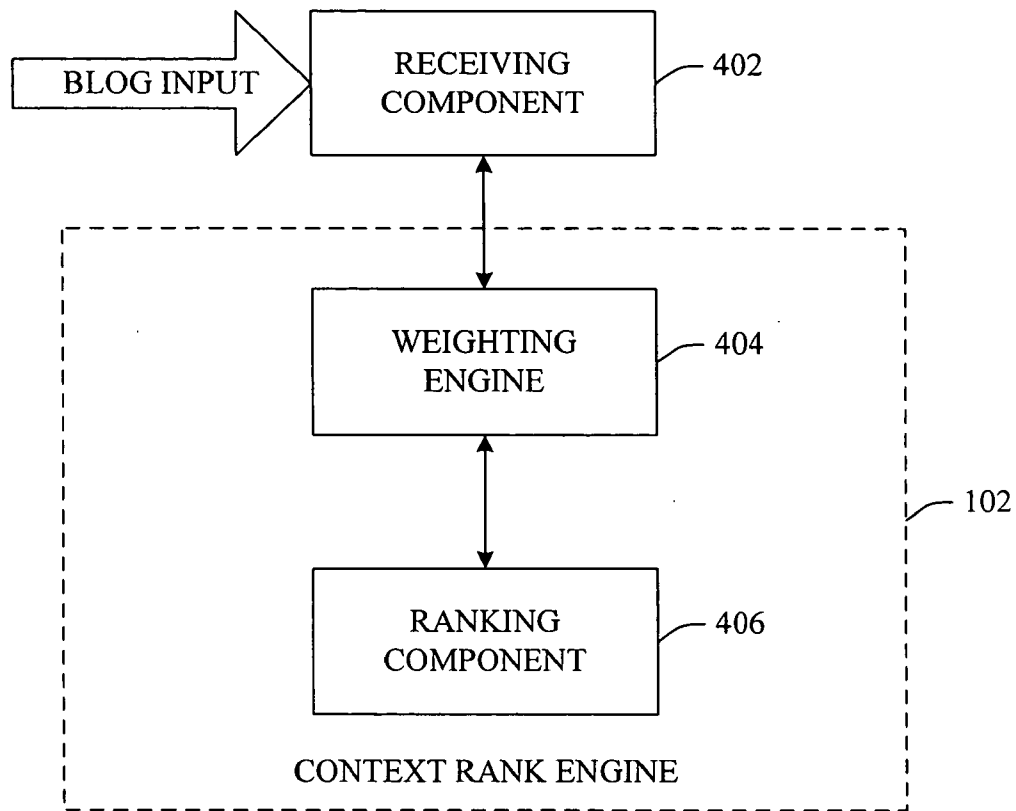 BLOG INPUT
RECEIVING
COMPONENT
402
WEIGHTING
ENGINE
404
102
RANKING
COMPONENT
406
CONTEXT RANK ENGINE